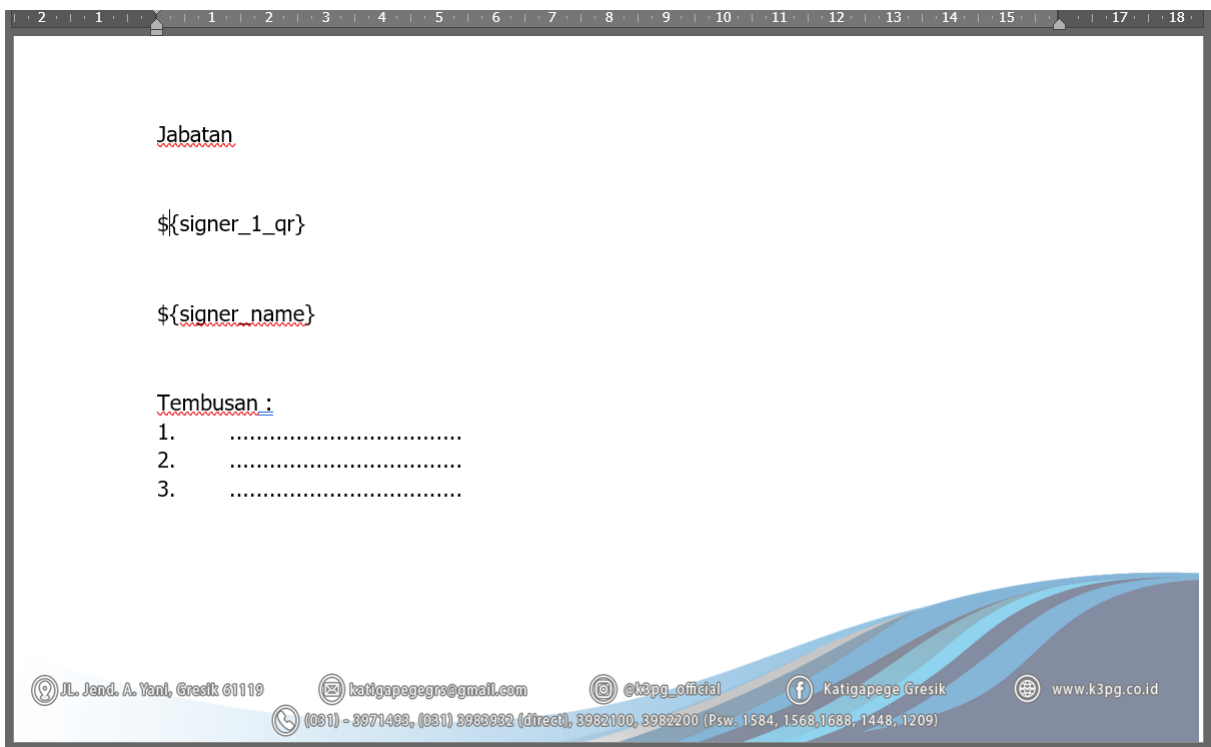 2 1 1 2 3 4 5 6 7 8 9 10 11 12 13 14 15 17 18
Jabatan
${signer_1_qr}
${signer_name}
Tembusan :
1. ...................................
2. ...................................
3. ...................................
JL. Jend. A. Yani, Gresik 61119 katigapegegrs@gmail.com @k3pg_official Katigapege Gresik www.k3pg.co.id
(031) - 3971493, (031) 3983932 (direct), 3982100, 3982200 (Psw. 1584, 1568,1688, 1448, 1209)